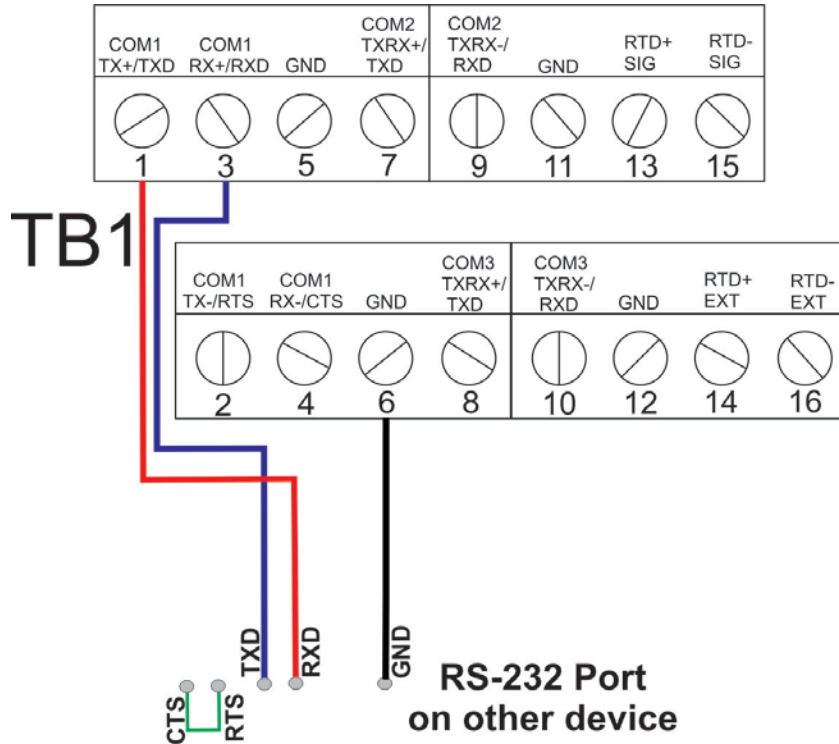 COM1 TX+/TXD
COM1 RX+/RXD
GND
COM2 TXRX+/ TXD
COM2 TXRX-/ RXD
GND
RTD+ SIG
RTD- SIG
1 3 5 7 9 11 13 15
TB1
COM1 TX-/RTS
COM1 RX-/CTS
GND
COM3 TXRX+/ TXD
COM3 TXRX-/ RXD
GND
RTD+ EXT
RTD- EXT
2 4 6 8 10 12 14 16
CTS
RTS
TXD
RXD
GND
RS-232 Port
on other device